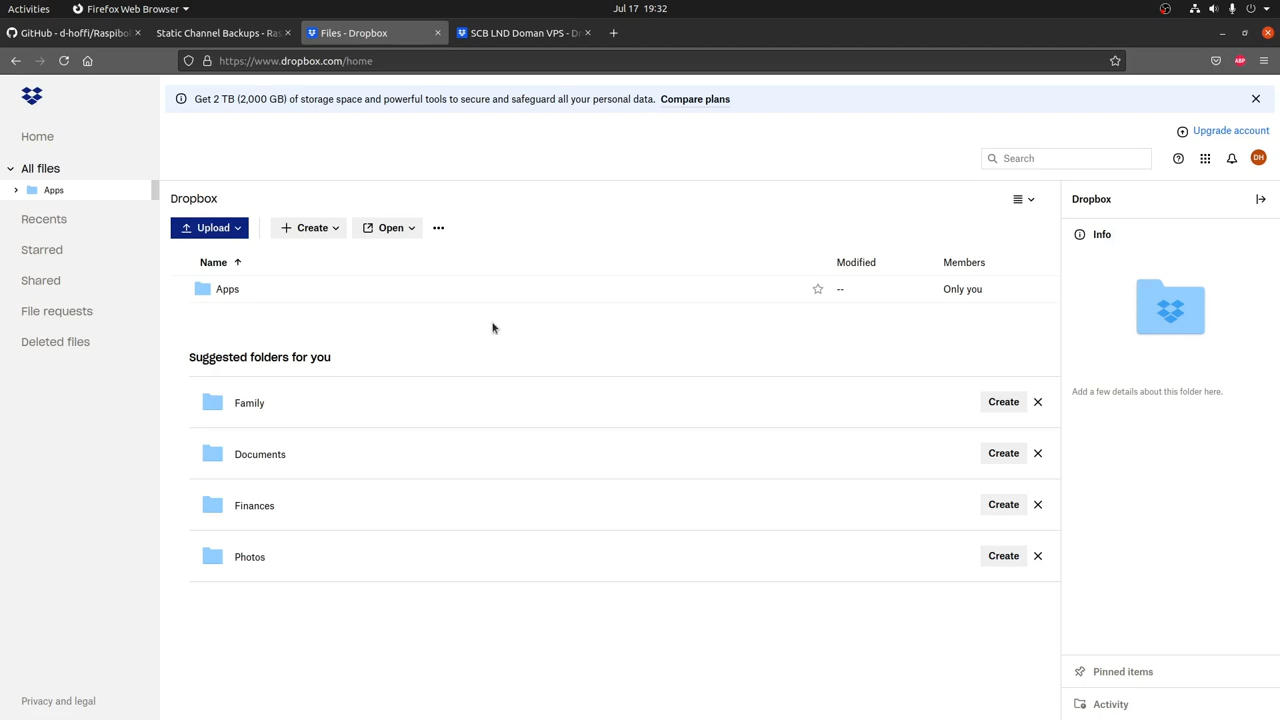 Activities
Firefox Web Browser
Jul 17 19:32
GitHub - d-hoffi/Raspibol
Static Channel Backups - Ras
Files - Dropbox
SCB LND Doman VPS - Dr
https://www.dropbox.com/home
ABP
Get 2 TB (2,000 GB) of storage space and powerful tools to secure and safeguard all your personal data. Compare plans
Upgrade account
Search
DH
Home
All files
Apps
Recents
Starred
Shared
File requests
Deleted files
Privacy and legal
Dropbox
Upload
Create
Open
Name
Modified
Members
Apps
--
Only you
Suggested folders for you
Family
Create
Documents
Create
Finances
Create
Photos
Create
Dropbox
Info
Add a few details about this folder here.
Pinned items
Activity